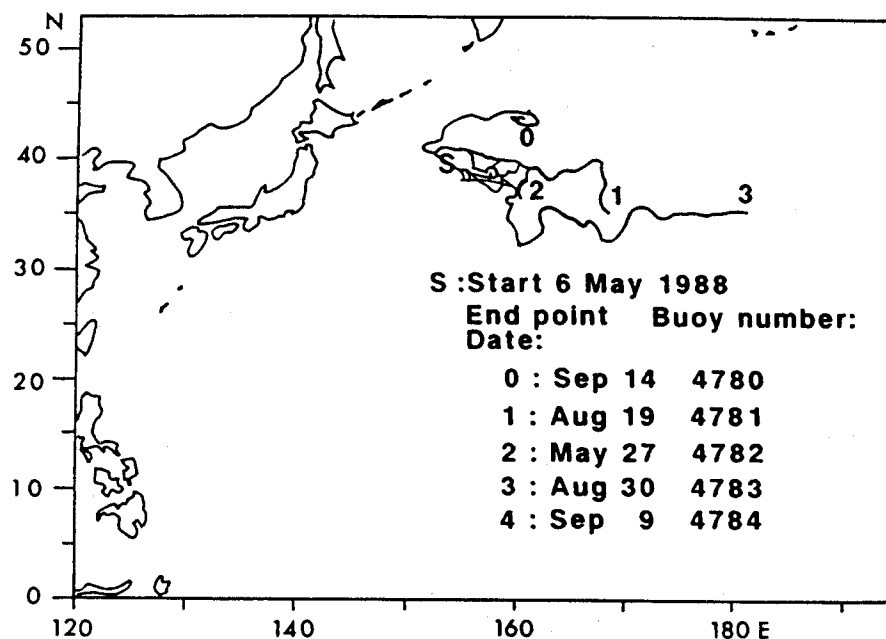 N
50
40
30
20
10
0
120
140
160
180 E
0
S
2
1
3
S :Start 6 May 1988
End point Buoy number:
Date:
0 : Sep 14 4780
1 : Aug 19 4781
2 : May 27 4782
3 : Aug 30 4783
4 : Sep 9 4784